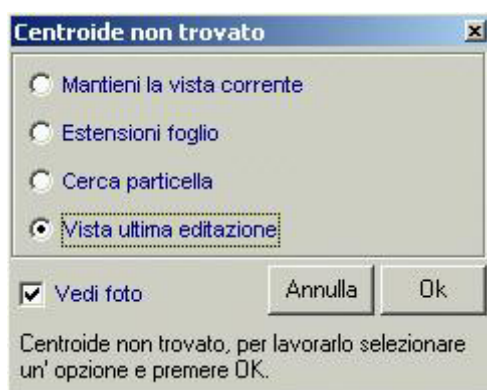 Centroide non trovato
Mantieni la vista corrente
Estensioni foglio
Cerca particella
Vista ultima editazione
Vedi foto
Annulla
Ok
Centroide non trovato, per lavorarlo selezionare
un' opzione e premere OK.